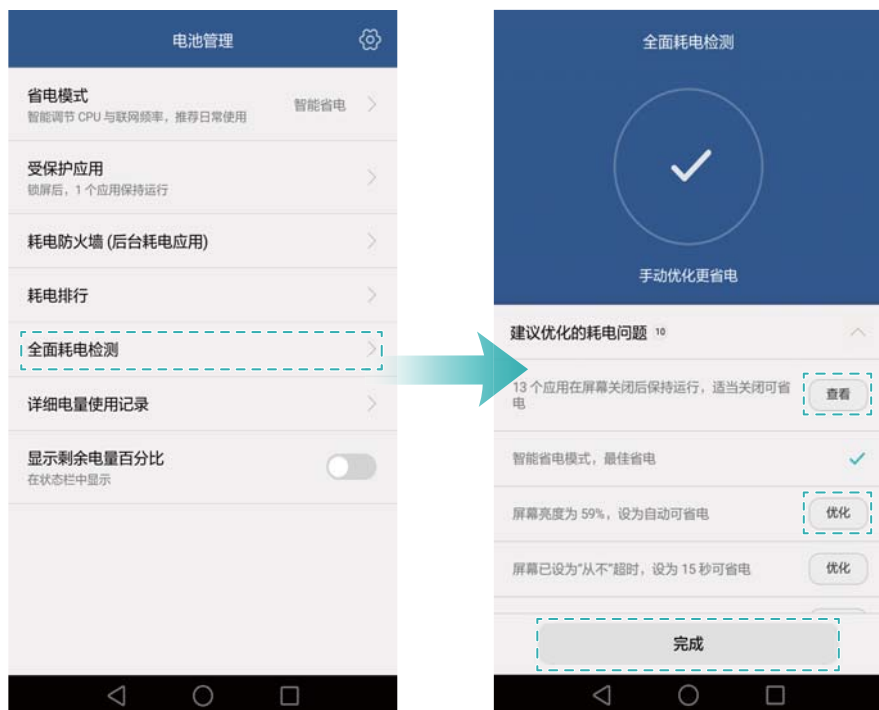 电池管理
省电模式
智能调节 CPU 与联网频率，推荐日常使用
智能省电
受保护应用
锁屏后，1 个应用保持运行
耗电防火墙 (后台耗电应用)
耗电排行
全面耗电检测
详细电量使用记录
显示剩余电量百分比
在状态栏中显示
全面耗电检测
手动优化更省电
建议优化的耗电问题 10
13 个应用在屏幕关闭后保持运行，适当关闭可省
电
查看
智能省电模式，最佳省电
屏幕亮度为 59%，设为自动可省电
优化
屏幕已设为“从不”超时，设为 15 秒可省电
优化
完成